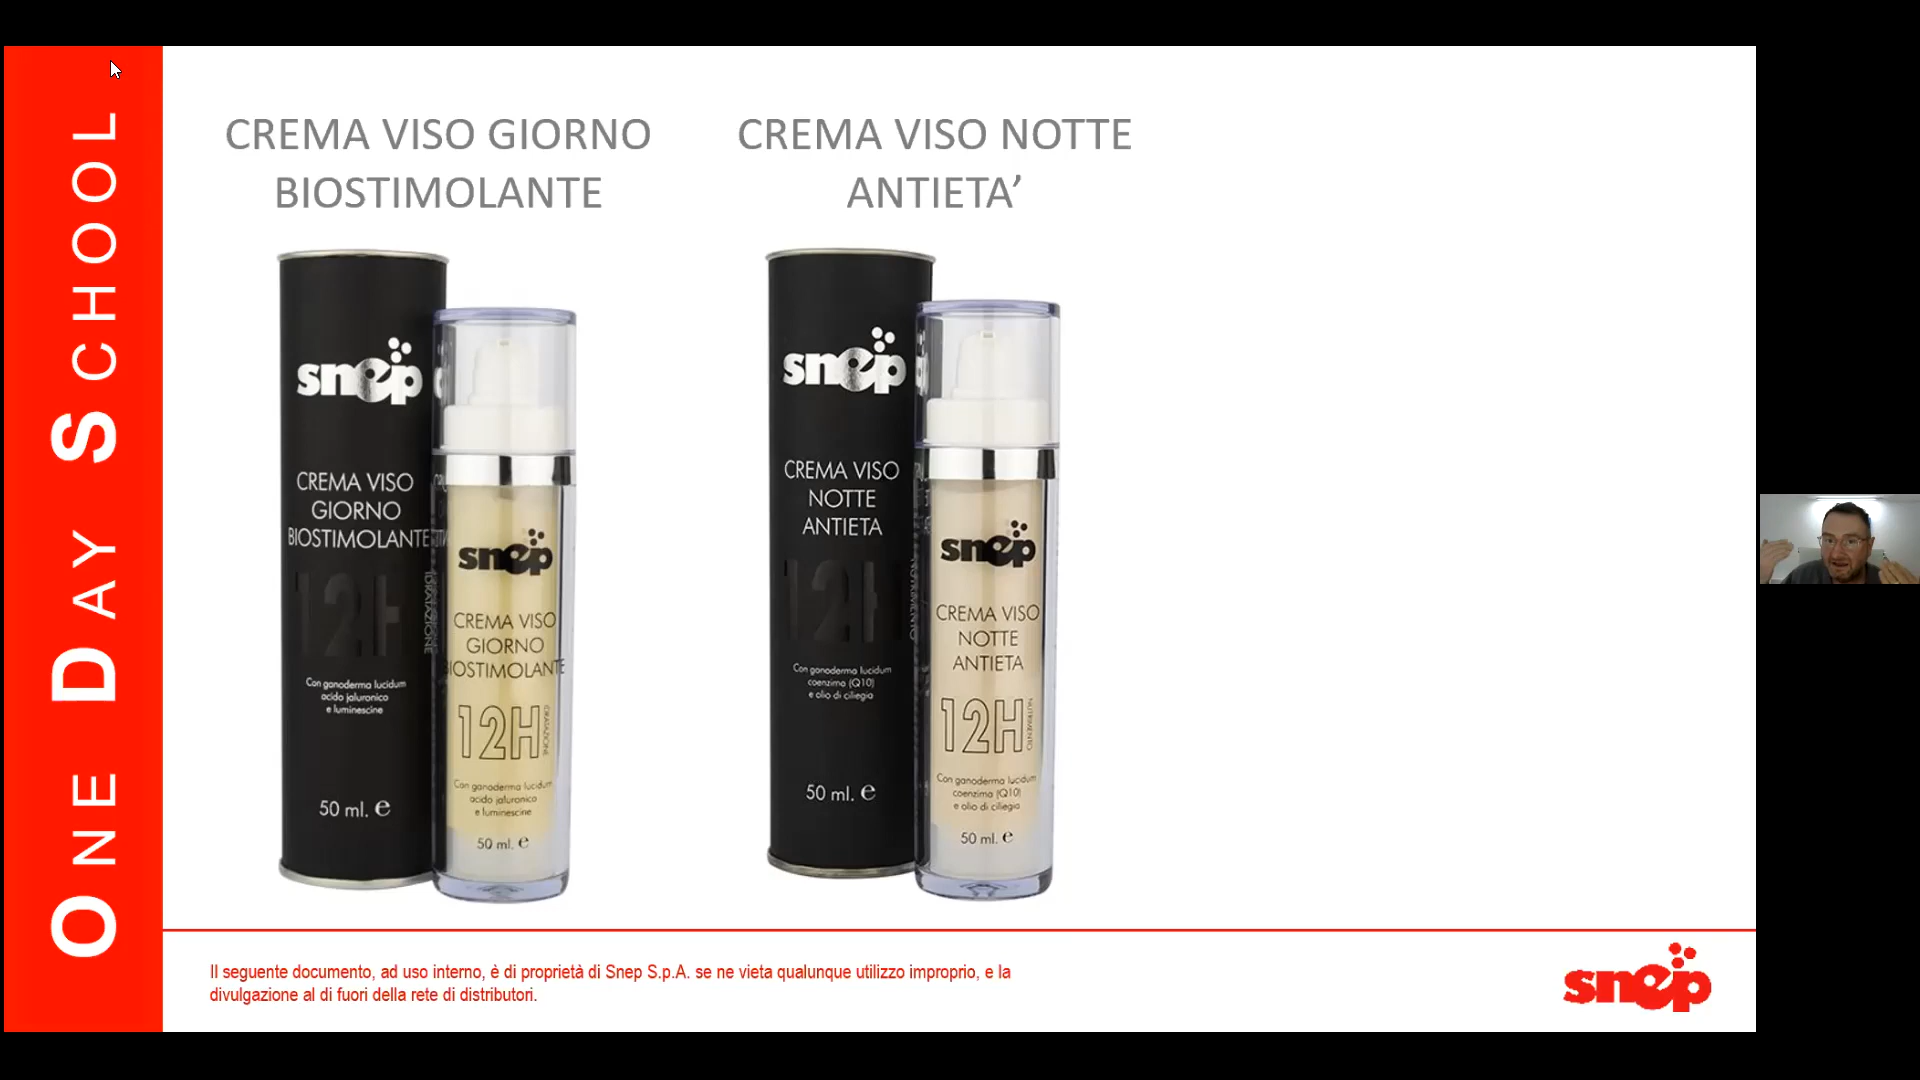 ONE DAY SCHOOL
CREMA VISO GIORNO
BIOSTIMOLANTE
CREMA VISO NOTTE
ANTIETA’
snep
CREMA VISO
GIORNO
BIOSTIMOLANTE
12H
IDRATAZIONE
Con ganoderma lucidum
acido jaluronico
e luminescine
50 ml. e
snep
CREMA VISO
GIORNO
BIOSTIMOLANTE
12H
IDRATAZIONE
Con ganoderma lucidum
acido jaluronico
e luminescine
50 ml. e
snep
CREMA VISO
NOTTE
ANTIETA
12H
NUTRIMENTO
Con ganoderma lucidum
coenzima (Q10)
e olio di ciliegia
50 ml. e
snep
CREMA VISO
NOTTE
ANTIETA
12H
NUTRIMENTO
Con ganoderma lucidum
coenzima (Q10)
e olio di ciliegia
50 ml. e
Il seguente documento, ad uso interno, è di proprietà di Snep S.p.A. se ne vieta qualunque utilizzo improprio, e la
divulgazione al di fuori della rete di distributori.
snep